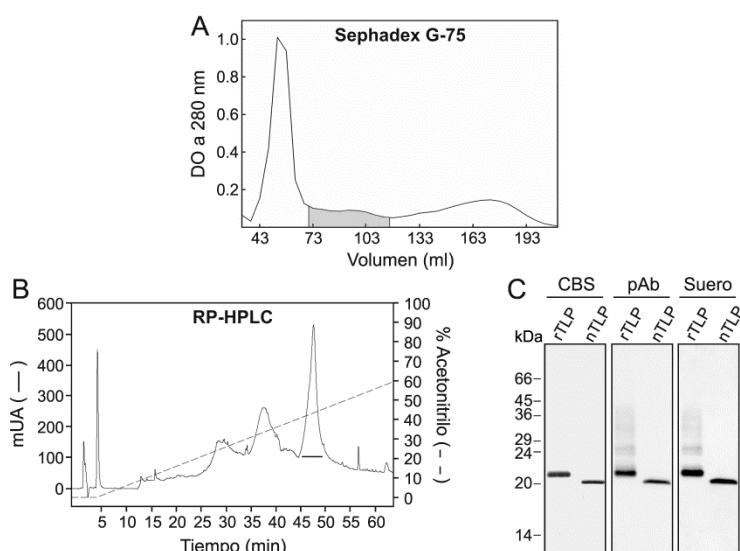 A
Sephadex G-75
DO a 280 nm
1.0
0.8
0.6
0.4
0.2
43 73 103 133 163 193
Volumen (ml)
B
RP-HPLC
mUA ( — )
600
500
400
300
200
100
0
5 10 15 20 25 30 35 40 45 50 55 60
Tiempo (min)
100
90
80
70
60
50
40
30
20
10
0
% Acetonitrilo ( – – )
C
CBS pAb Suero
kDa rTLP nTLP rTLP nTLP rTLP nTLP
66–
45–
36–
29–
24–
20–
14–